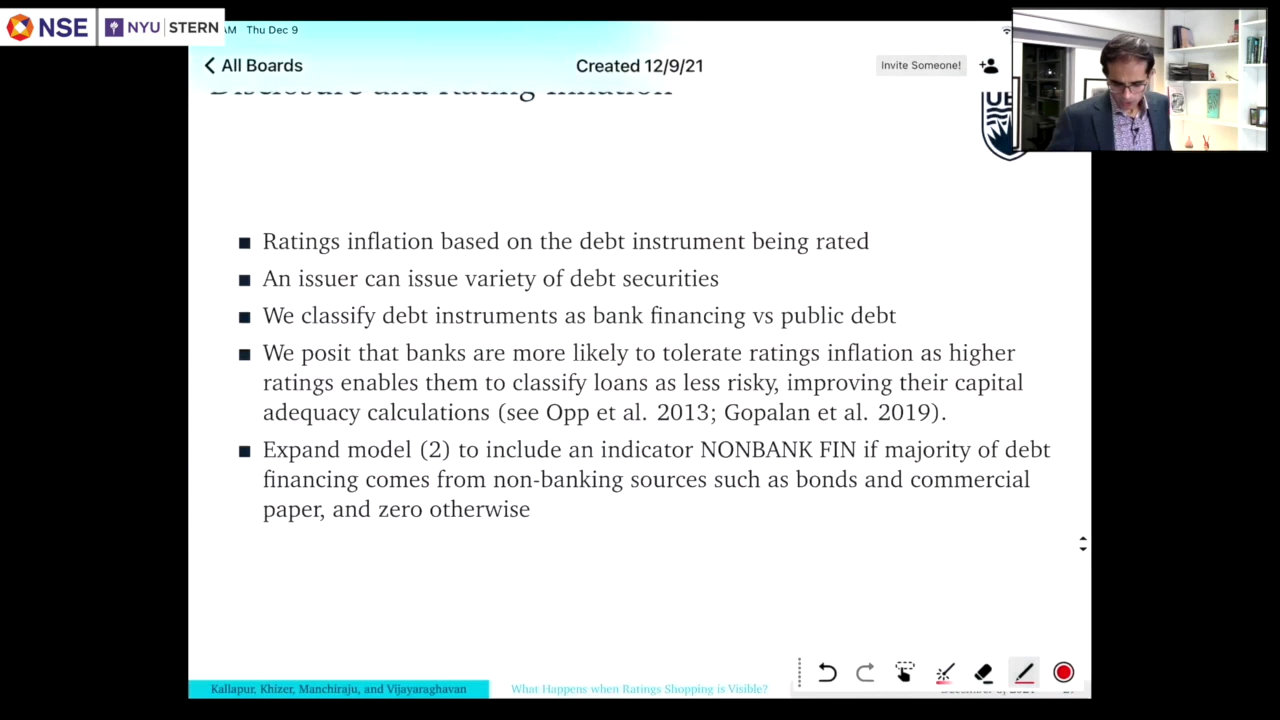 NSE | NYU | STERN
AM Thu Dec 9
All Boards
Created 12/9/21
Invite Someone!
Disclosure and Rating Inflation
UB
Ratings inflation based on the debt instrument being rated
An issuer can issue variety of debt securities
We classify debt instruments as bank financing vs public debt
We posit that banks are more likely to tolerate ratings inflation as higher
ratings enables them to classify loans as less risky, improving their capital
adequacy calculations (see Opp et al. 2013; Gopalan et al. 2019).
Expand model (2) to include an indicator NONBANK FIN if majority of debt
financing comes from non-banking sources such as bonds and commercial
paper, and zero otherwise
Kallapur, Khizer, Manchiraju, and Vijayaraghavan
What Happens when Ratings Shopping is Visible?